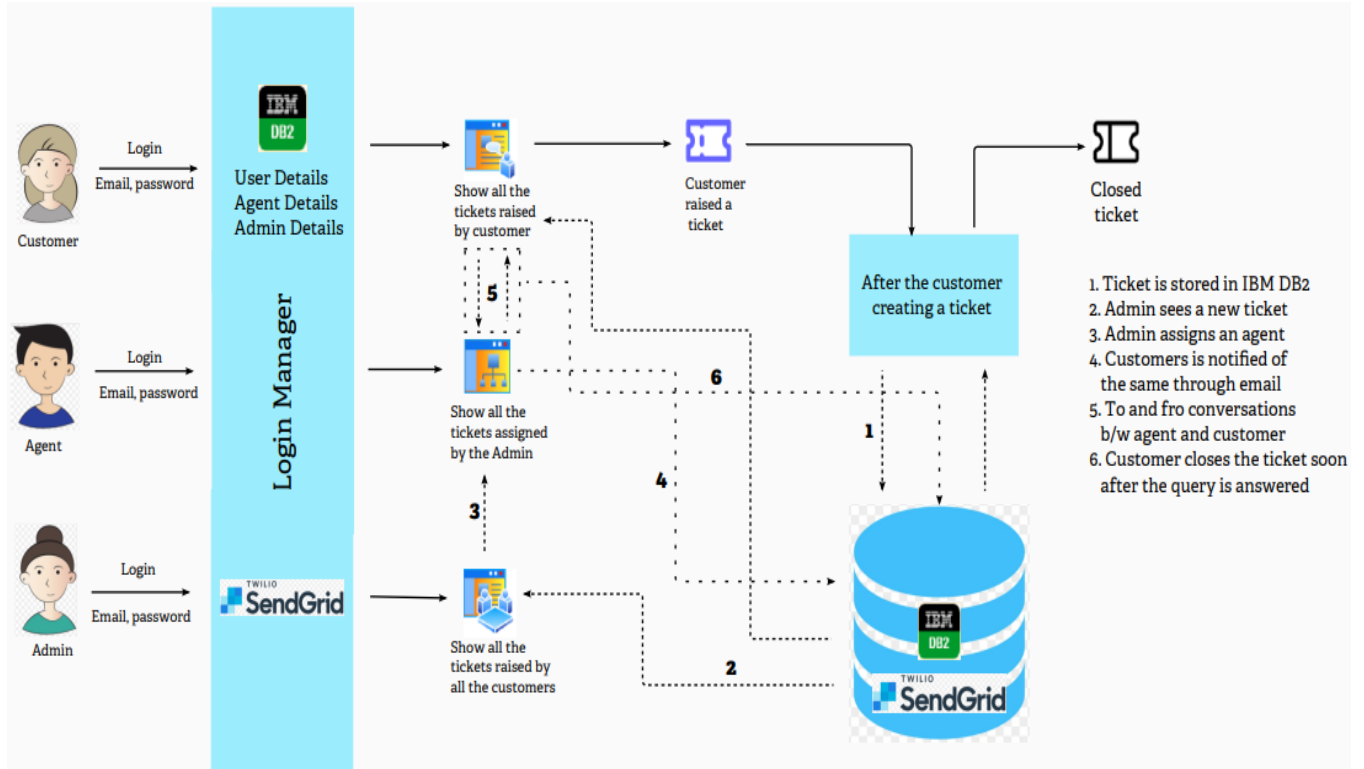 Login
Email, password
Customer
Login
Email, password
Agent
Login
Email, password
Admin
IBM
DB2
User Details
Agent Details
Admin Details
Login Manager
TWILIO
SendGrid
Show all the
tickets raised
by customer
5
Show all the
tickets assigned
by the Admin
3
Show all the
tickets raised by
all the customers
Customer
raised a
ticket
6
4
2
After the customer
creating a ticket
1
IBM
DB2
TWILIO
SendGrid
Closed
ticket
1. Ticket is stored in IBM DB2
2. Admin sees a new ticket
3. Admin assigns an agent
4. Customers is notified of
the same through email
5. To and fro conversations
b/w agent and customer
6. Customer closes the ticket soon
after the query is answered